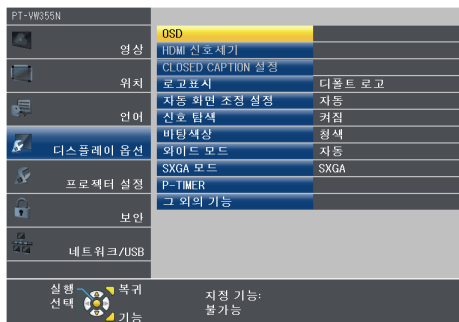 PT-VW355N
영상
위치
언어
디스플레이 옵션
프로젝터 설정
보안
네트워크/USB
OSD
HDMI 신호세기
CLOSED CAPTION 설정
로고표시 디폴트 로고
자동 화면 조정 설정 자동
신호 탐색 켜짐
바탕색상 청색
와이드 모드 자동
SXGA 모드 SXGA
P-TIMER
그 외의 기능
실행 복귀
선택
기능
지정 기능:
불가능